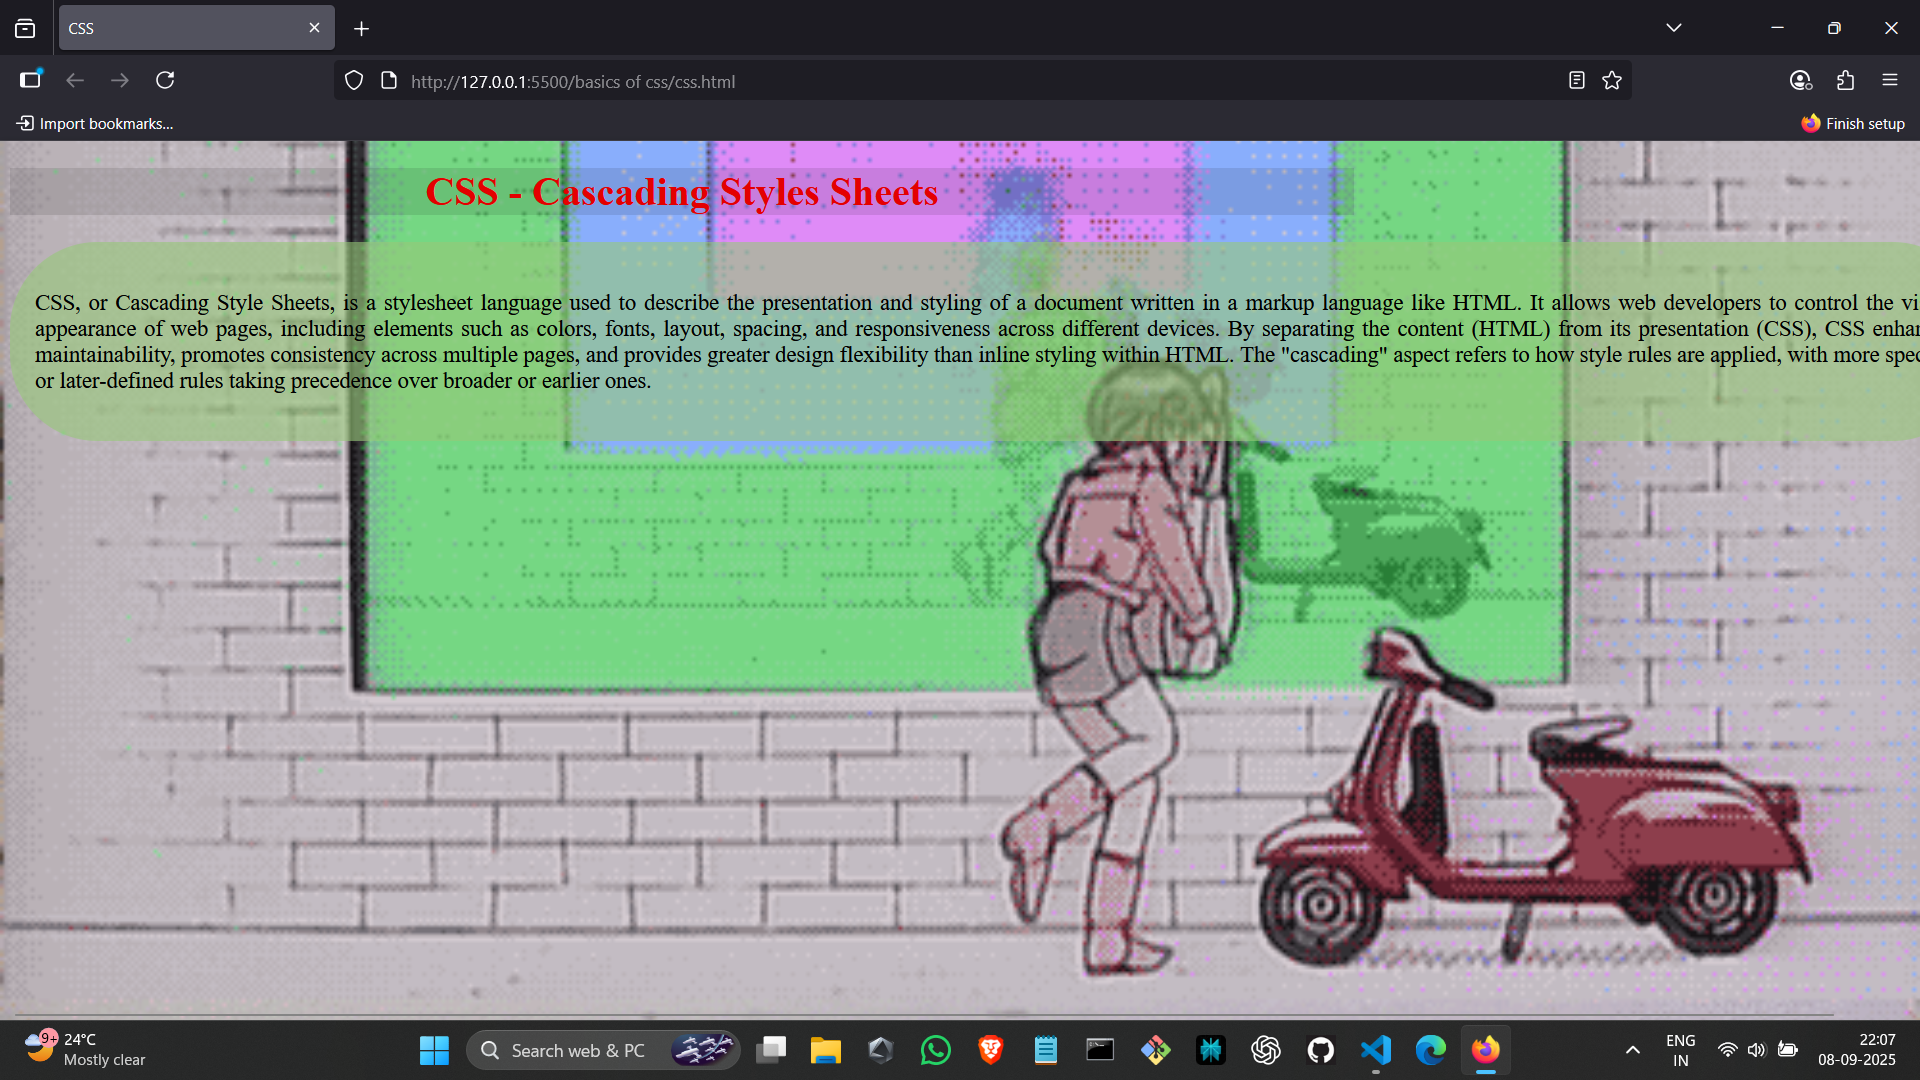 CSS
http://127.0.0.1:5500/basics of css/css.html
Import bookmarks...
Finish setup
CSS - Cascading Styles Sheets
CSS, or Cascading Style Sheets, is a stylesheet language used to describe the presentation and styling of a document written in a markup language like HTML. It allows web developers to control the vi
appearance of web pages, including elements such as colors, fonts, layout, spacing, and responsiveness across different devices. By separating the content (HTML) from its presentation (CSS), CSS enhan
maintainability, promotes consistency across multiple pages, and provides greater design flexibility than inline styling within HTML. The "cascading" aspect refers to how style rules are applied, with more spec
or later-defined rules taking precedence over broader or earlier ones.
9+
24°C
Mostly clear
Search web & PC
ENG
IN
22:07
08-09-2025